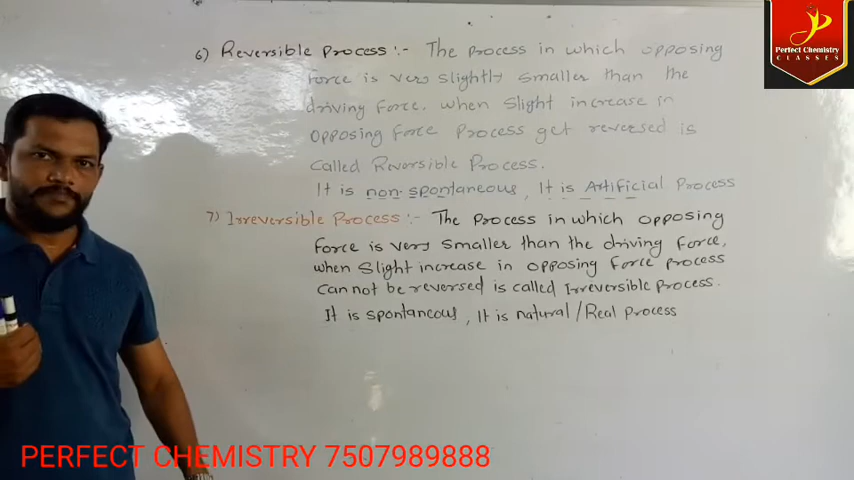 Perfect Chemistry
CLASSES
6) Reversible Process :- The Process in which opposing
force is very slightly smaller than the
driving force. when slight increase in
opposing force Process get reversed is
called Reversible Process.
It is non-spontaneous, It is Artificial Process
7) Irreversible Process :- The Process in which opposing
force is very smaller than the driving force,
when slight increase in opposing force process
can not be reversed is called Irreversible process.
It is spontaneous, It is natural / Real process
PERFECT CHEMISTRY 7507989888